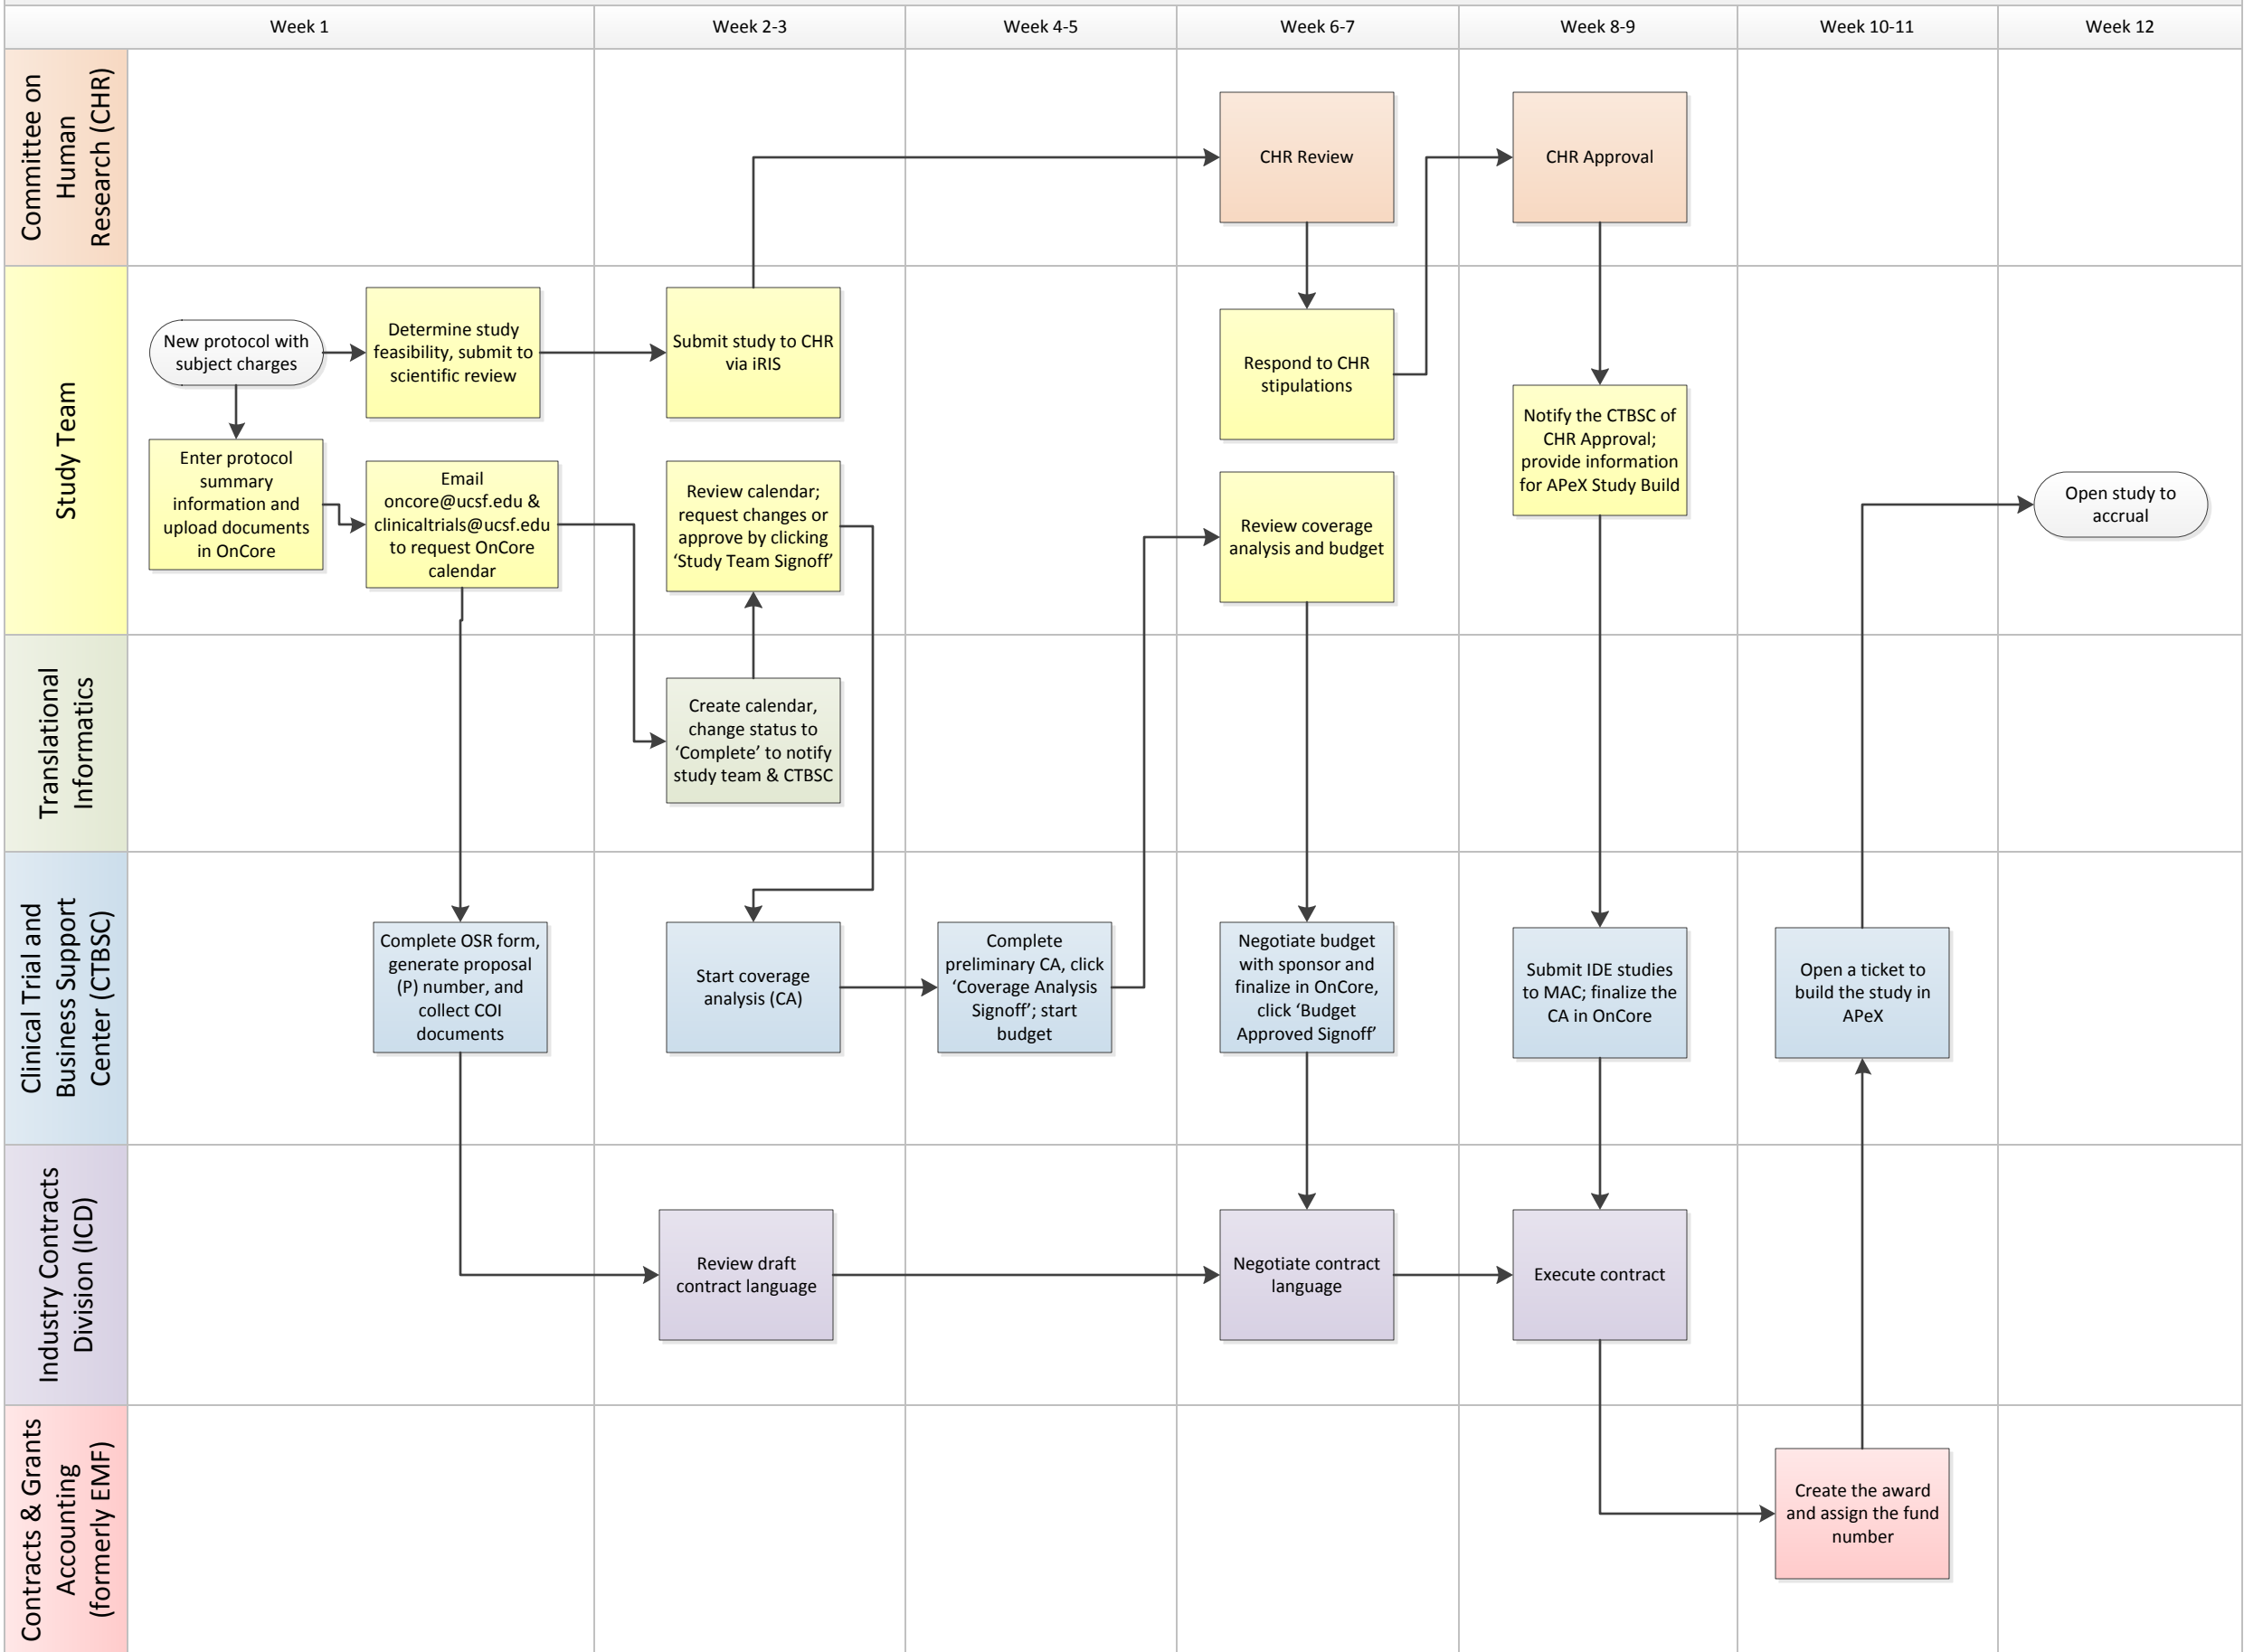 Week 1
Week 2-3
Week 4-5
Week 6-7
Week 8-9
Week 10-11
Week 12
Committee on
Human
Research (CHR)
CHR Review
CHR Approval
Study Team
New protocol with
subject charges
Determine study
feasibility, submit to
scientific review
Submit study to CHR
via iRIS
Respond to CHR
stipulations
Notify the CTBSC of
CHR Approval;
provide information
for APeX Study Build
Enter protocol
summary
information and
upload documents
in OnCore
Email
oncore@ucsf.edu &
clinicaltrials@ucsf.edu
to request OnCore
calendar
Review calendar;
request changes or
approve by clicking
‘Study Team Signoff’
Review coverage
analysis and budget
Open study to
accrual
Translational
Informatics
Create calendar,
change status to
‘Complete’ to notify
study team & CTBSC
Clinical Trial and
Business Support
Center (CTBSC)
Complete OSR form,
generate proposal
(P) number, and
collect COI
documents
Start coverage
analysis (CA)
Complete
preliminary CA, click
‘Coverage Analysis
Signoff’; start
budget
Negotiate budget
with sponsor and
finalize in OnCore,
click ‘Budget
Approved Signoff’
Submit IDE studies
to MAC; finalize the
CA in OnCore
Open a ticket to
build the study in
APeX
Industry Contracts
Division (ICD)
Review draft
contract language
Negotiate contract
language
Execute contract
Contracts & Grants
Accounting
(formerly EMF)
Create the award
and assign the fund
number